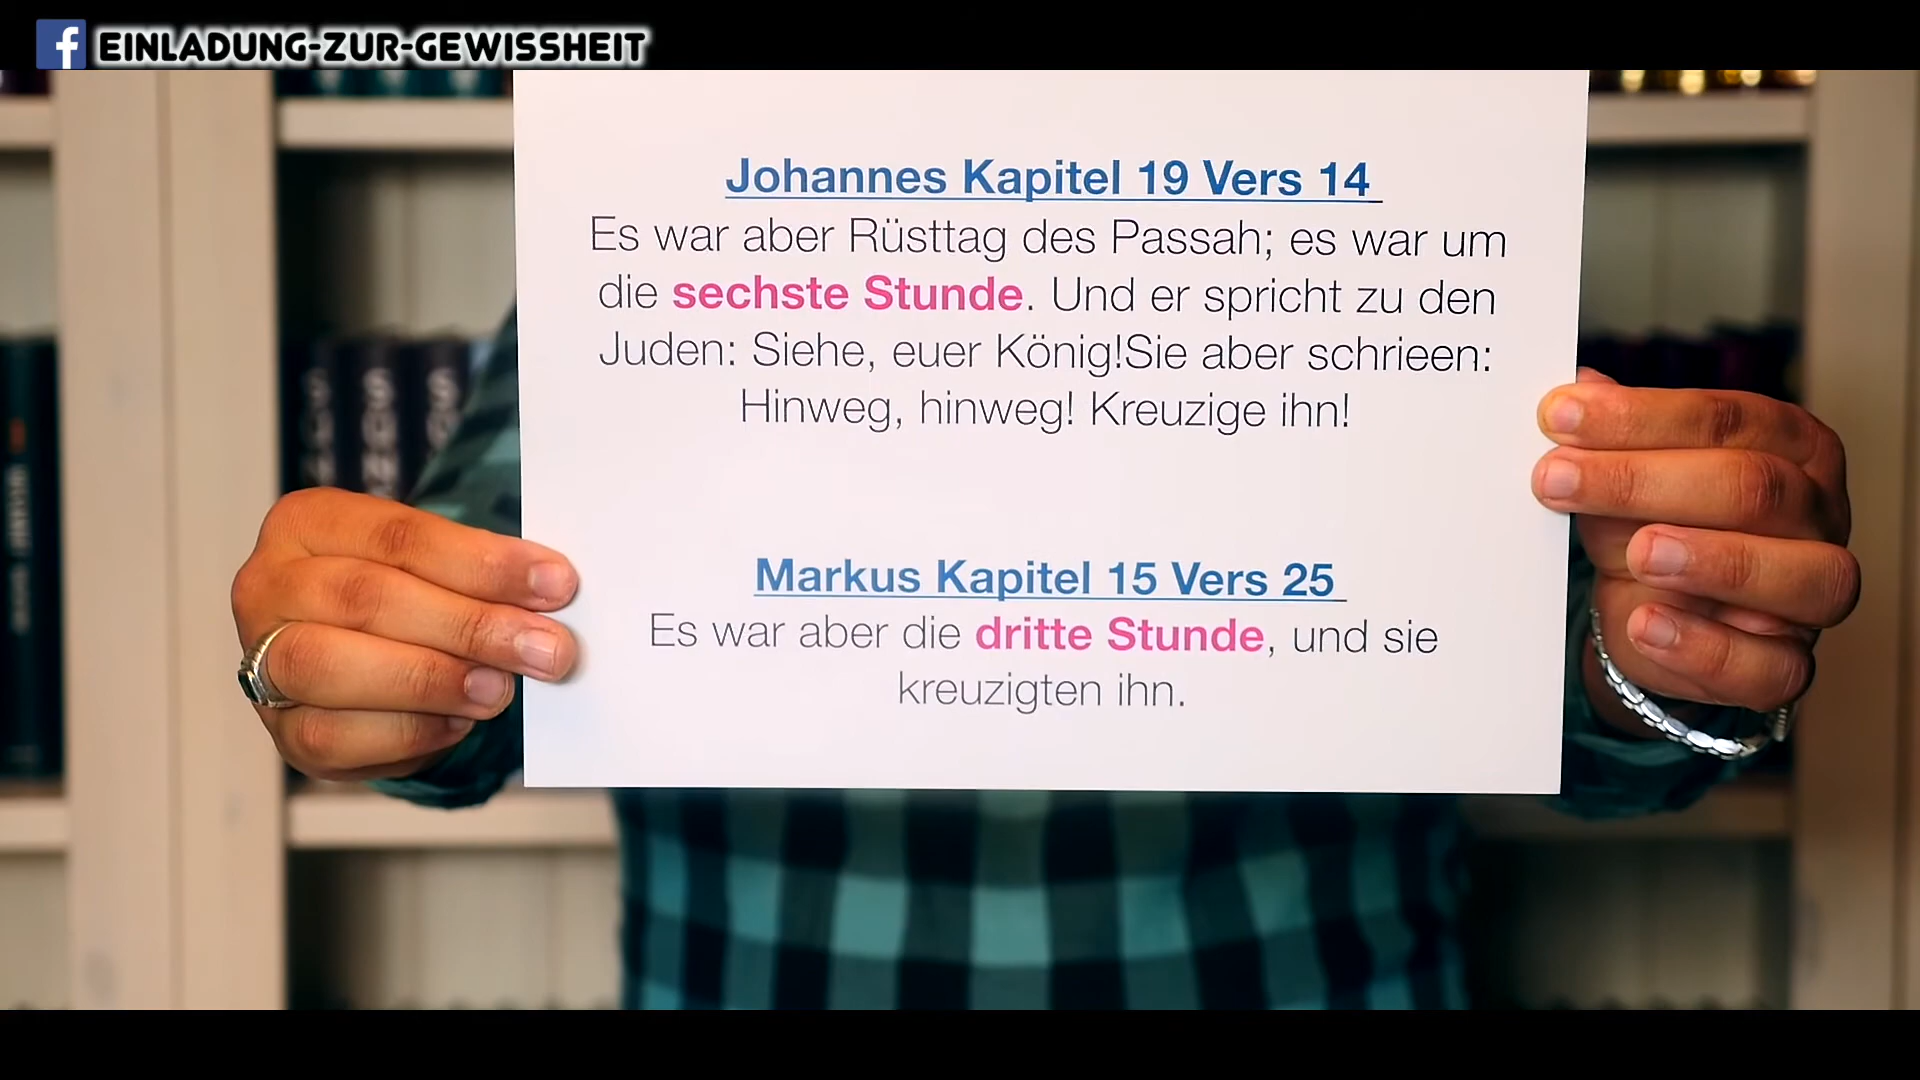 EINLADUNG-ZUR-GEWISSHEIT
Johannes Kapitel 19 Vers 14
Es war aber Rüsttag des Passah; es war um
die sechste Stunde. Und er spricht zu den
Juden: Siehe, euer König!Sie aber schrieen:
Hinweg, hinweg! Kreuzige ihn!
Markus Kapitel 15 Vers 25
Es war aber die dritte Stunde, und sie
kreuzigten ihn.